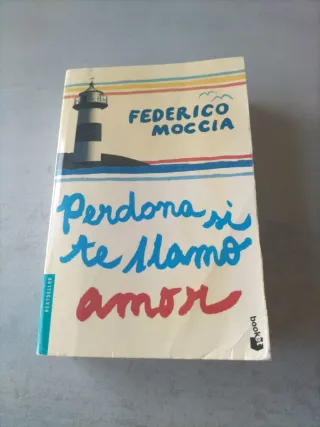 FEDERICO
MOCCIA
Perdona si
te llamo
amor
BESTSELLER
booket